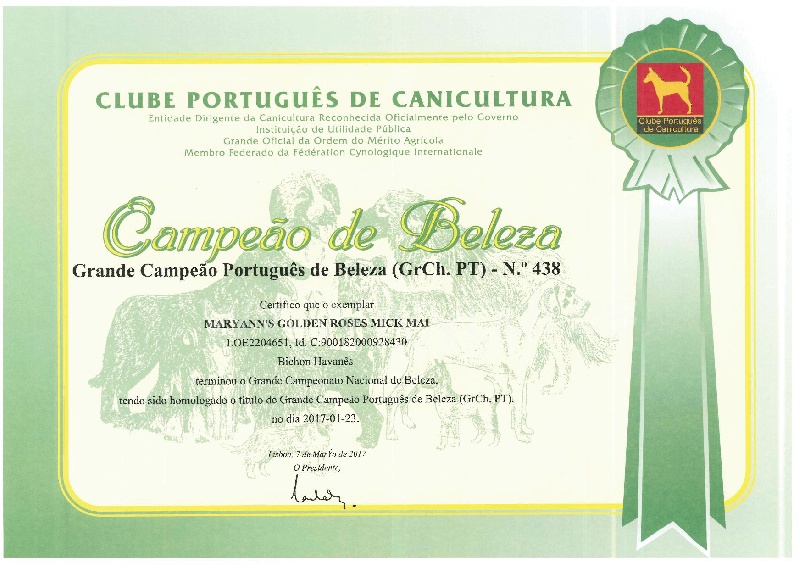 CLUBE PORTUGUÊS DE CANICULTURA
Entidade Dirigente da Canicultura Reconhecida Oficialmente pelo Governo
Instituição de Utilidade Pública
Grande Oficial da Ordem do Mérito Agrícola
Membro Federado da Fédération Cynologique Internationale
Clube Português
de Canicultura
Campeão de Beleza
Grande Campeão Português de Beleza (GrCh. PT) - N.º 438
Certifico que o exemplar
MARYANN'S GOLDEN ROSES MICK MAI
LOE2204651, Id. C:900182000928430
Bichon Havanês
terminou o Grande Campeonato Nacional de Beleza,
tendo sido homologado o título de Grande Campeão Português de Beleza (GrCh. PT),
no dia 2017-01-23.
Lisboa, 7 de Março de 2017
O Presidente,